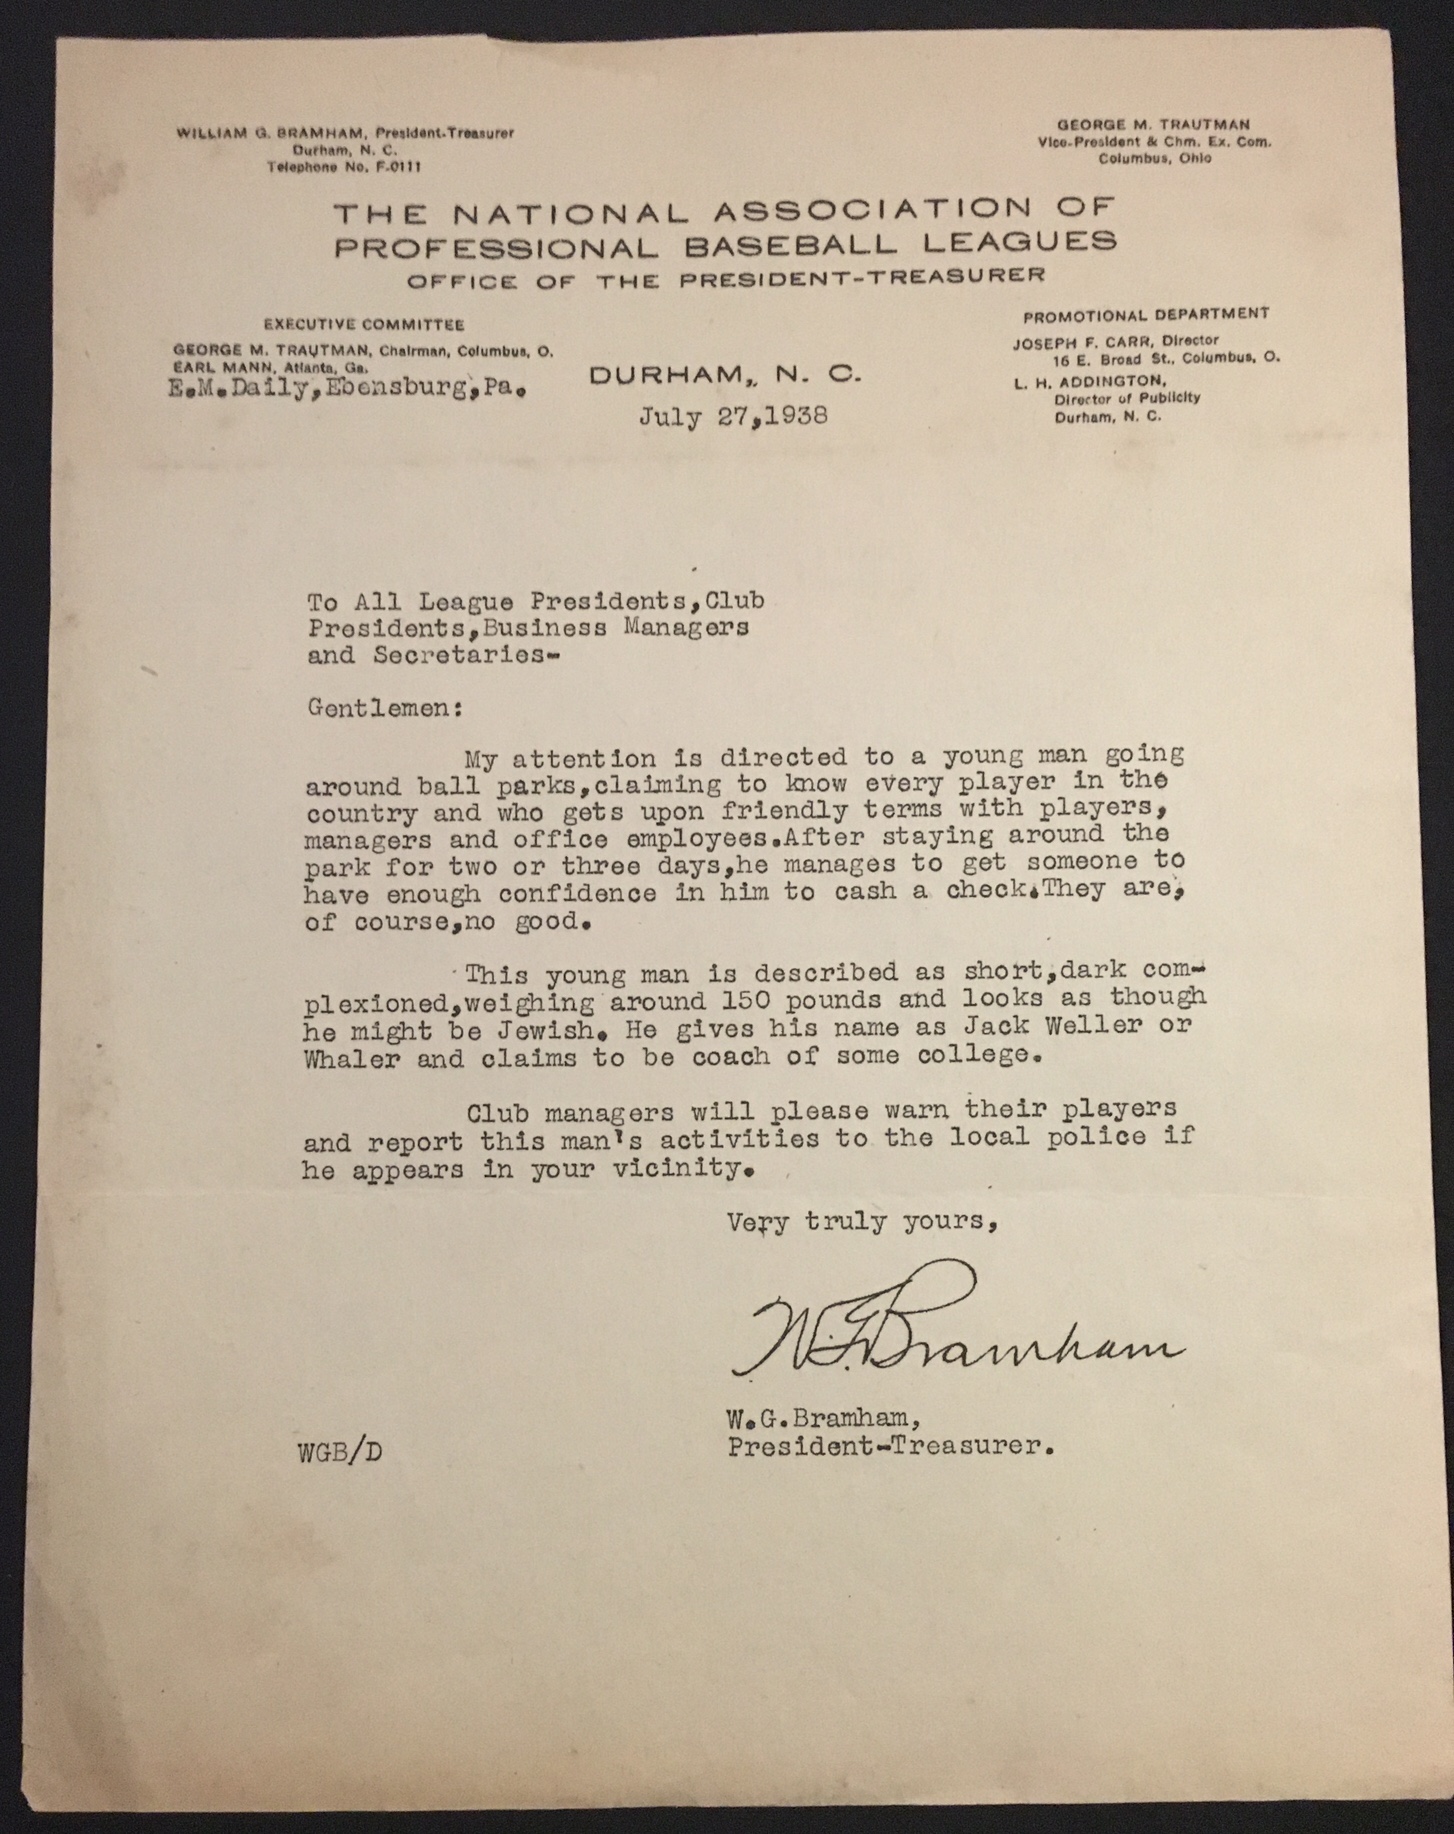 WILLIAM G. BRAMHAM, President-Treasurer
Durham, N. C.
Telephone No. F-0111
GEORGE M. TRAUTMAN
Vice-President & Chm. Ex. Com.
Columbus, Ohio
THE NATIONAL ASSOCIATION OF
PROFESSIONAL BASEBALL LEAGUES
OFFICE OF THE PRESIDENT-TREASURER
EXECUTIVE COMMITTEE
GEORGE M. TRAUTMAN, Chairman, Columbus, O.
EARL MANN, Atlanta, Ga.
E.M.Daily,Ebensburg,Pa.
DURHAM, N. C.
July 27,1938
PROMOTIONAL DEPARTMENT
JOSEPH F. CARR, Director
16 E. Broad St., Columbus, O.
L. H. ADDINGTON,
Director of Publicity
Durham, N. C.
To All League Presidents,Club
Presidents,Business Managers
and Secretaries-
Gentlemen:
My attention is directed to a young man going
around ball parks,claiming to know every player in the
country and who gets upon friendly terms with players,
managers and office employees.After staying around the
park for two or three days,he manages to get someone to
have enough confidence in him to cash a check.They are,
of course,no good.
This young man is described as short,dark com-
plexioned,weighing around 150 pounds and looks as though
he might be Jewish. He gives his name as Jack Weller or
Whaler and claims to be coach of some college.
Club managers will please warn their players
and report this man's activities to the local police if
he appears in your vicinity.
Very truly yours,
W.G.Bramham
W.G.Bramham,
President-Treasurer.
WGB/D